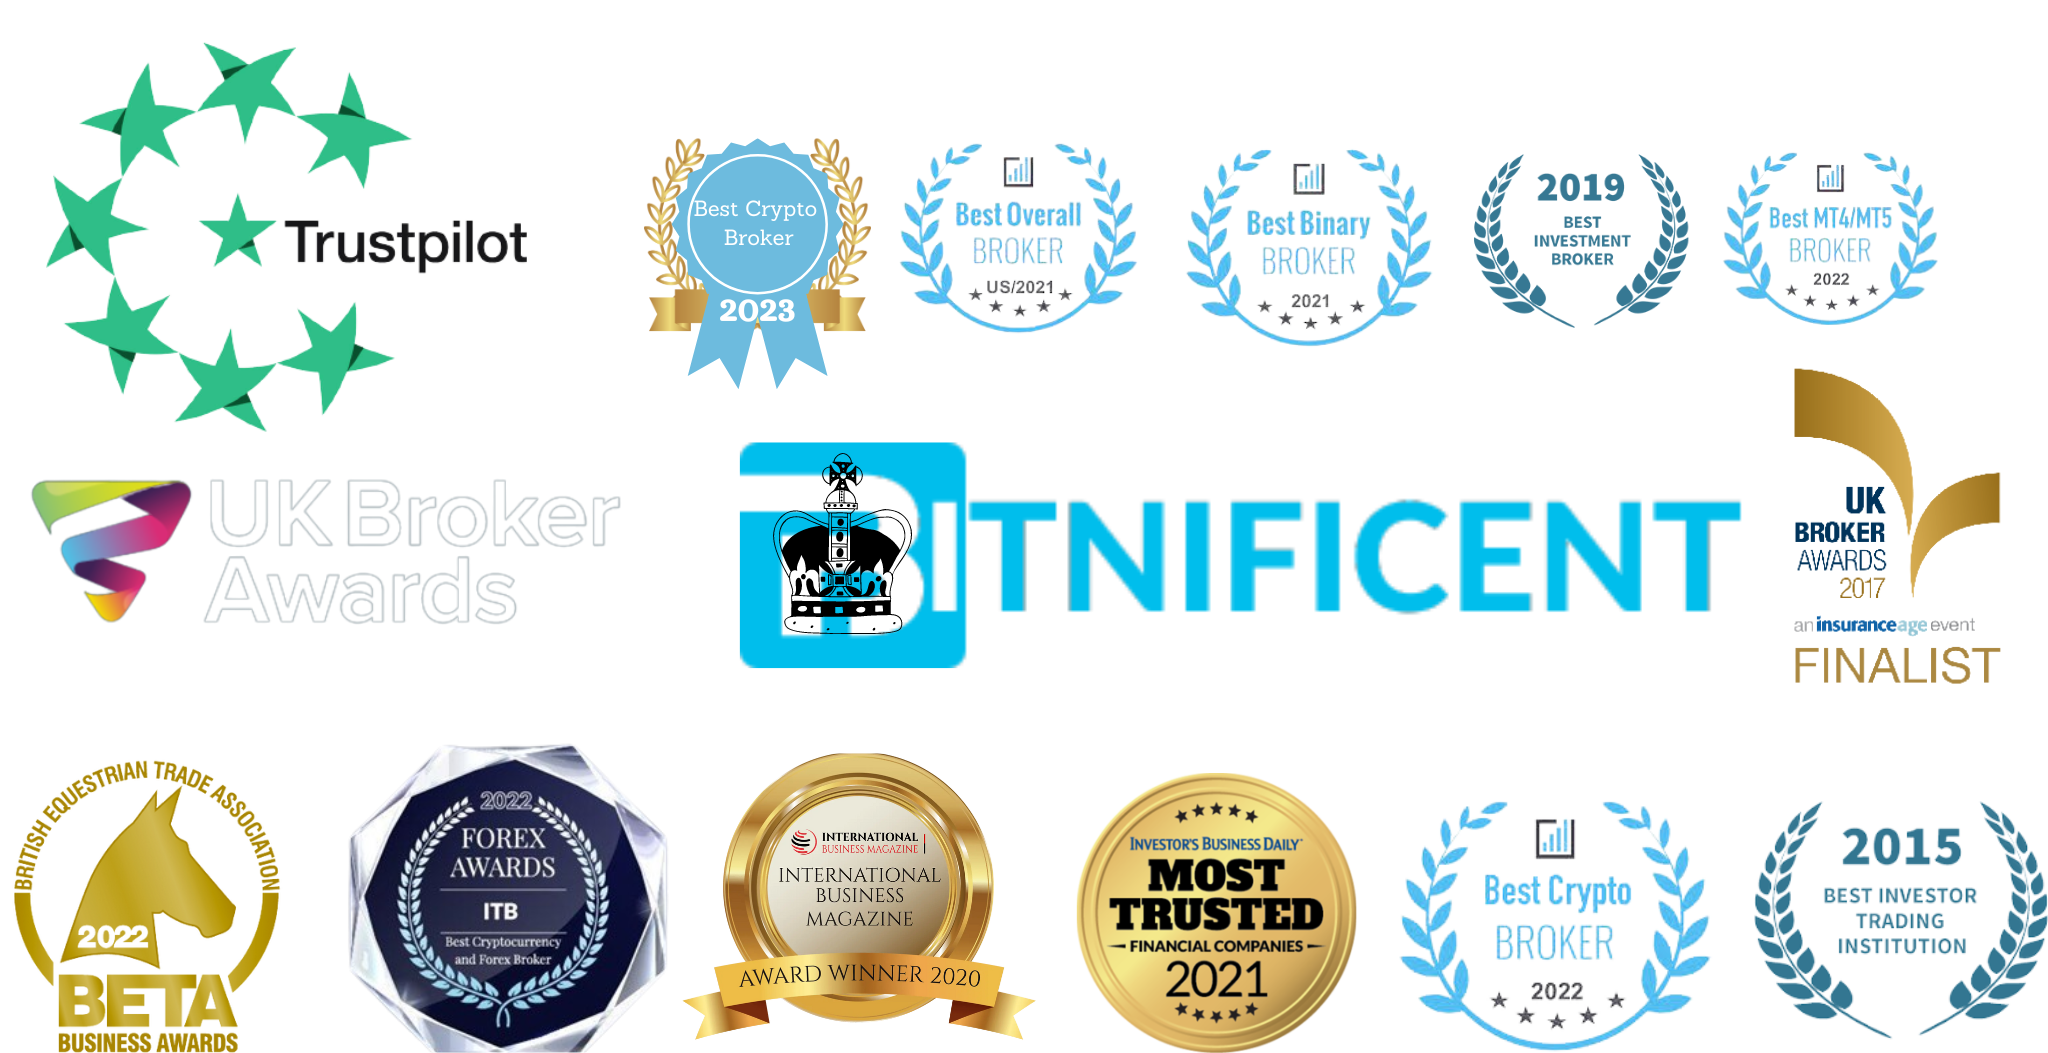 Trustpilot
Best Crypto
Broker
2023
Best Overall
BROKER
US/2021
Best Binary
BROKER
2021
2019
BEST
INVESTMENT
BROKER
Best MT4/MT5
BROKER
2022
UK Broker
Awards
BITNIFICENT
UK
BROKER
AWARDS
2017
an insuranceage event
FINALIST
BRITISH EQUESTRIAN TRADE ASSOCIATION
2022
BETA
BUSINESS AWARDS
2022
FOREX
AWARDS
ITB
Best Cryptocurrency
and Forex Broker
INTERNATIONAL
BUSINESS MAGAZINE
INTERNATIONAL
BUSINESS
MAGAZINE
AWARD WINNER 2020
INVESTOR'S BUSINESS DAILY
MOST
TRUSTED
FINANCIAL COMPANIES
2021
Best Crypto
BROKER
2022
2015
BEST INVESTOR
TRADING
INSTITUTION